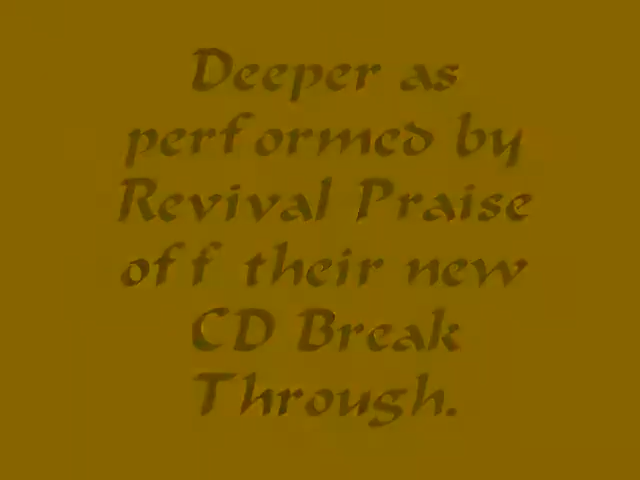 Deeper as
performed by
Revival Praise
off their new
CD Break
Through.